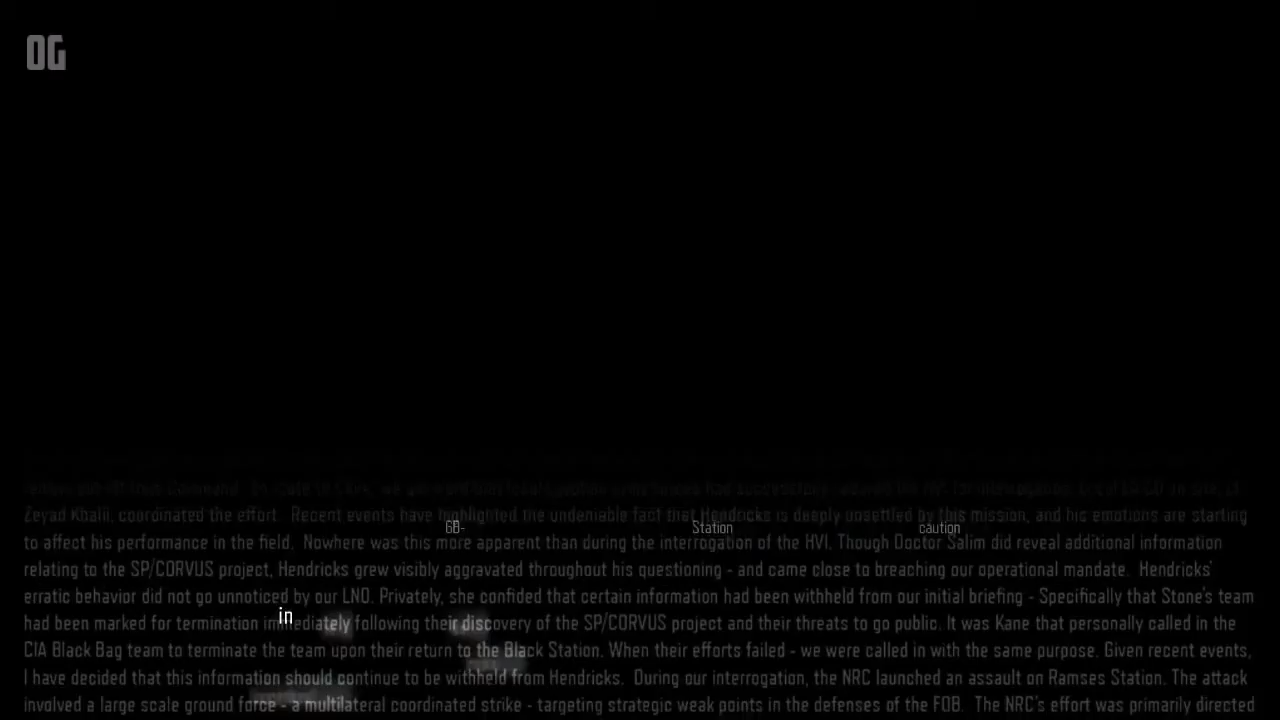 OG
Zeyad Khalil, coordinated the effort. Recent events have highlighted the undeniable fact that Hendricks is deeply unsettled by this mission, and his emotions are starting
6B- Station caution
to affect his performance in the field. Nowhere was this more apparent than during the interrogation of the HVI. Though Doctor Salim did reveal additional information
relating to the SP/CORVUS project, Hendricks grew visibly aggravated throughout his questioning - and came close to breaching our operational mandate. Hendricks'
erratic behavior did not go unnoticed by our LNO. Privately, she confided that certain information had been withheld from our initial briefing - Specifically that Stone's team
in
had been marked for termination immediately following their discovery of the SP/CORVUS project and their threats to go public. It was Kane that personally called in the
CIA Black Bag team to terminate the team upon their return to the Black Station. When their efforts failed - we were called in with the same purpose. Given recent events,
I have decided that this information should continue to be withheld from Hendricks. During our interrogation, the NRC launched an assault on Ramses Station. The attack
involved a large scale ground force - a multilateral coordinated strike - targeting strategic weak points in the defenses of the FOB. The NRC's effort was primarily directed